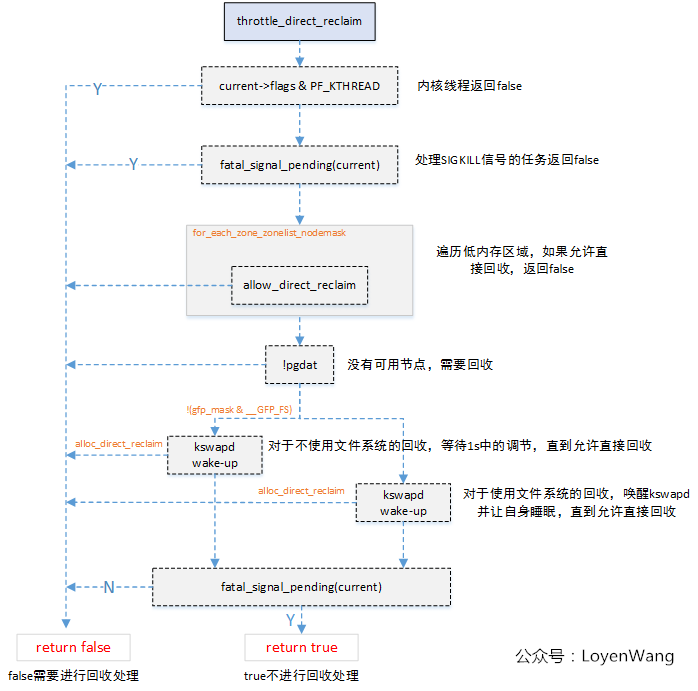 throttle_direct_reclaim
current->flags & PF_KTHREAD
内核线程返回false
Y
fatal_signal_pending(current)
处理SIGKILL信号的任务返回false
Y
for_each_zone_zonelist_nodemask
allow_direct_reclaim
遍历低内存区域，如果允许直
接回收，返回false
!pgdat
没有可用节点，需要回收
!(gfp_mask & __GFP_FS)
alloc_direct_reclaim
kswapd
wake-up
对于不使用文件系统的回收，等待1s中的调节，直到允许直接回收
alloc_direct_reclaim
kswapd
wake-up
对于使用文件系统的回收，唤醒kswapd
并让自身睡眠，直到允许直接回收
fatal_signal_pending(current)
N
Y
return false
return true
false需要进行回收处理
true不进行回收处理
公众号：LoyenWang